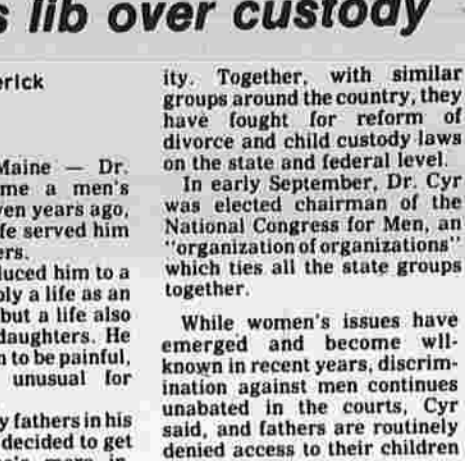 lib over custody
erick
Maine — Dr.
me a men's
ven years ago,
fe served him
ers.
duced him to a
bly a life as an
but a life also
daughters. He
n to be painful,
unusual for
y fathers in his
decided to get
ity. Together, with similar
groups around the country, they
have fought for reform of
divorce and child custody laws
on the state and federal level.
In early September, Dr. Cyr
was elected chairman of the
National Congress for Men, an
"organization of organizations"
which ties all the state groups
together.
While women's issues have
emerged and become wll-
known in recent years, discrim-
ination against men continues
unabated in the courts, Cyr
said, and fathers are routinely
denied access to their children